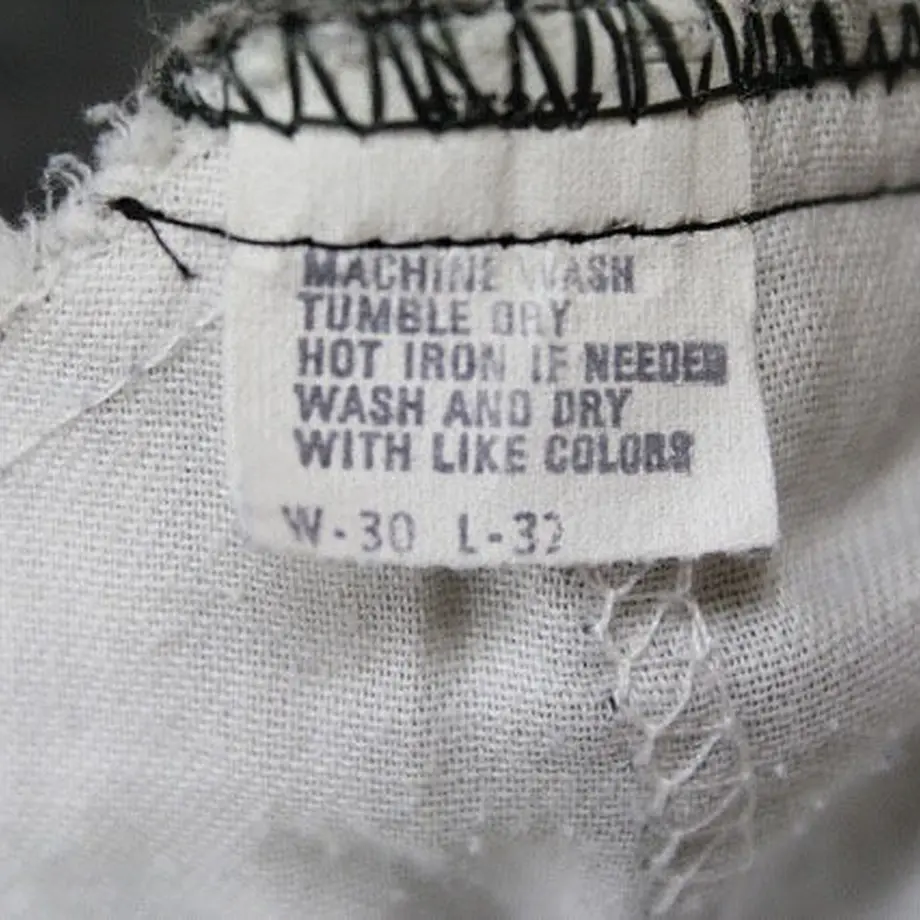 MACHINE WASH
TUMBLE DRY
HOT IRON IF NEEDED
WASH AND DRY
WITH LIKE COLORS
W-30 L-32